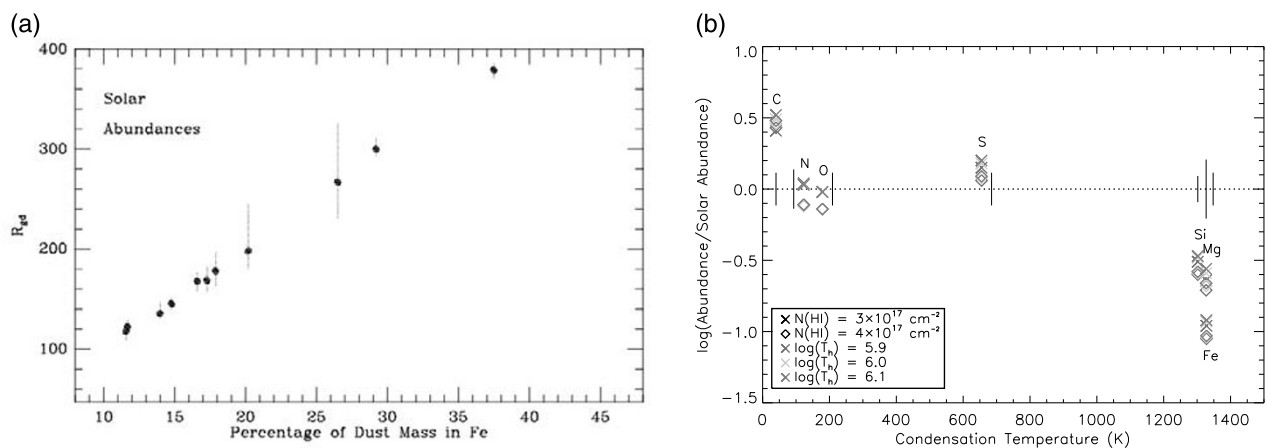 (a)
400
300
200
100
R_gd
Solar
Abundances
10 15 20 25 30 35 40 45
Percentage of Dust Mass in Fe
(b)
1.0
0.5
0.0
−0.5
−1.0
−1.5
log(Abundance/Solar Abundance)
C
N
O
S
Si
Mg
Fe
N(HI) = 3×10^17 cm^−2
N(HI) = 4×10^17 cm^−2
log(T_h) = 5.9
log(T_h) = 6.0
log(T_h) = 6.1
0 200 400 600 800 1000 1200 1400
Condensation Temperature (K)